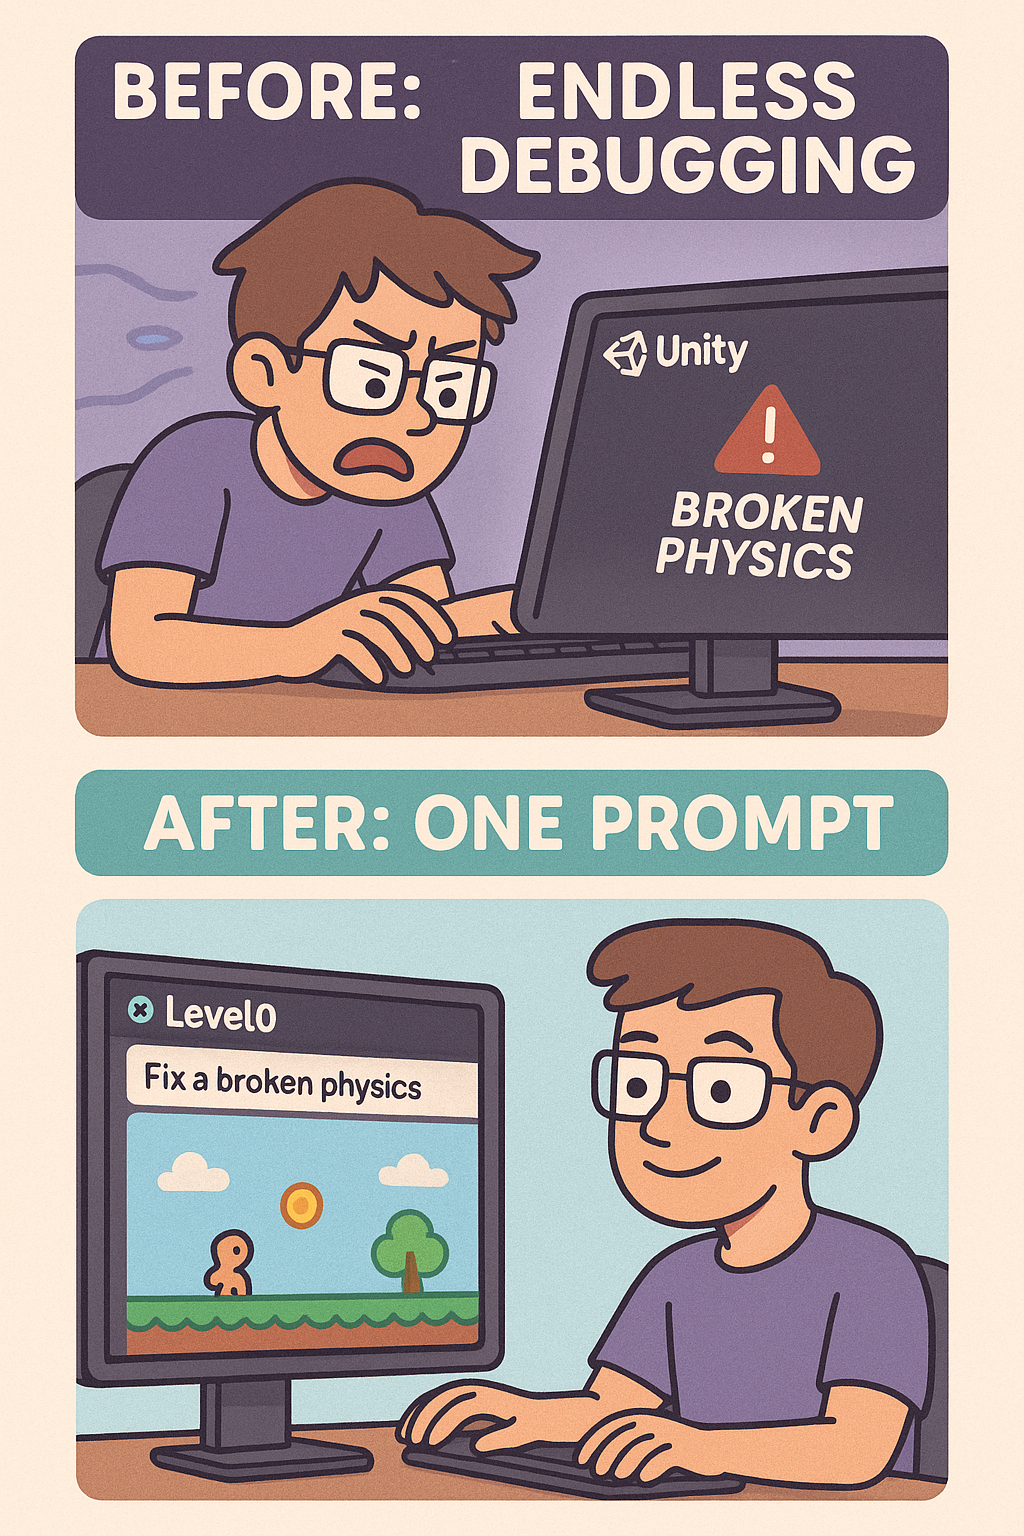 BEFORE: ENDLESS
DEBUGGING
Unity
BROKEN
PHYSICS
AFTER: ONE PROMPT
Level0
Fix a broken physics